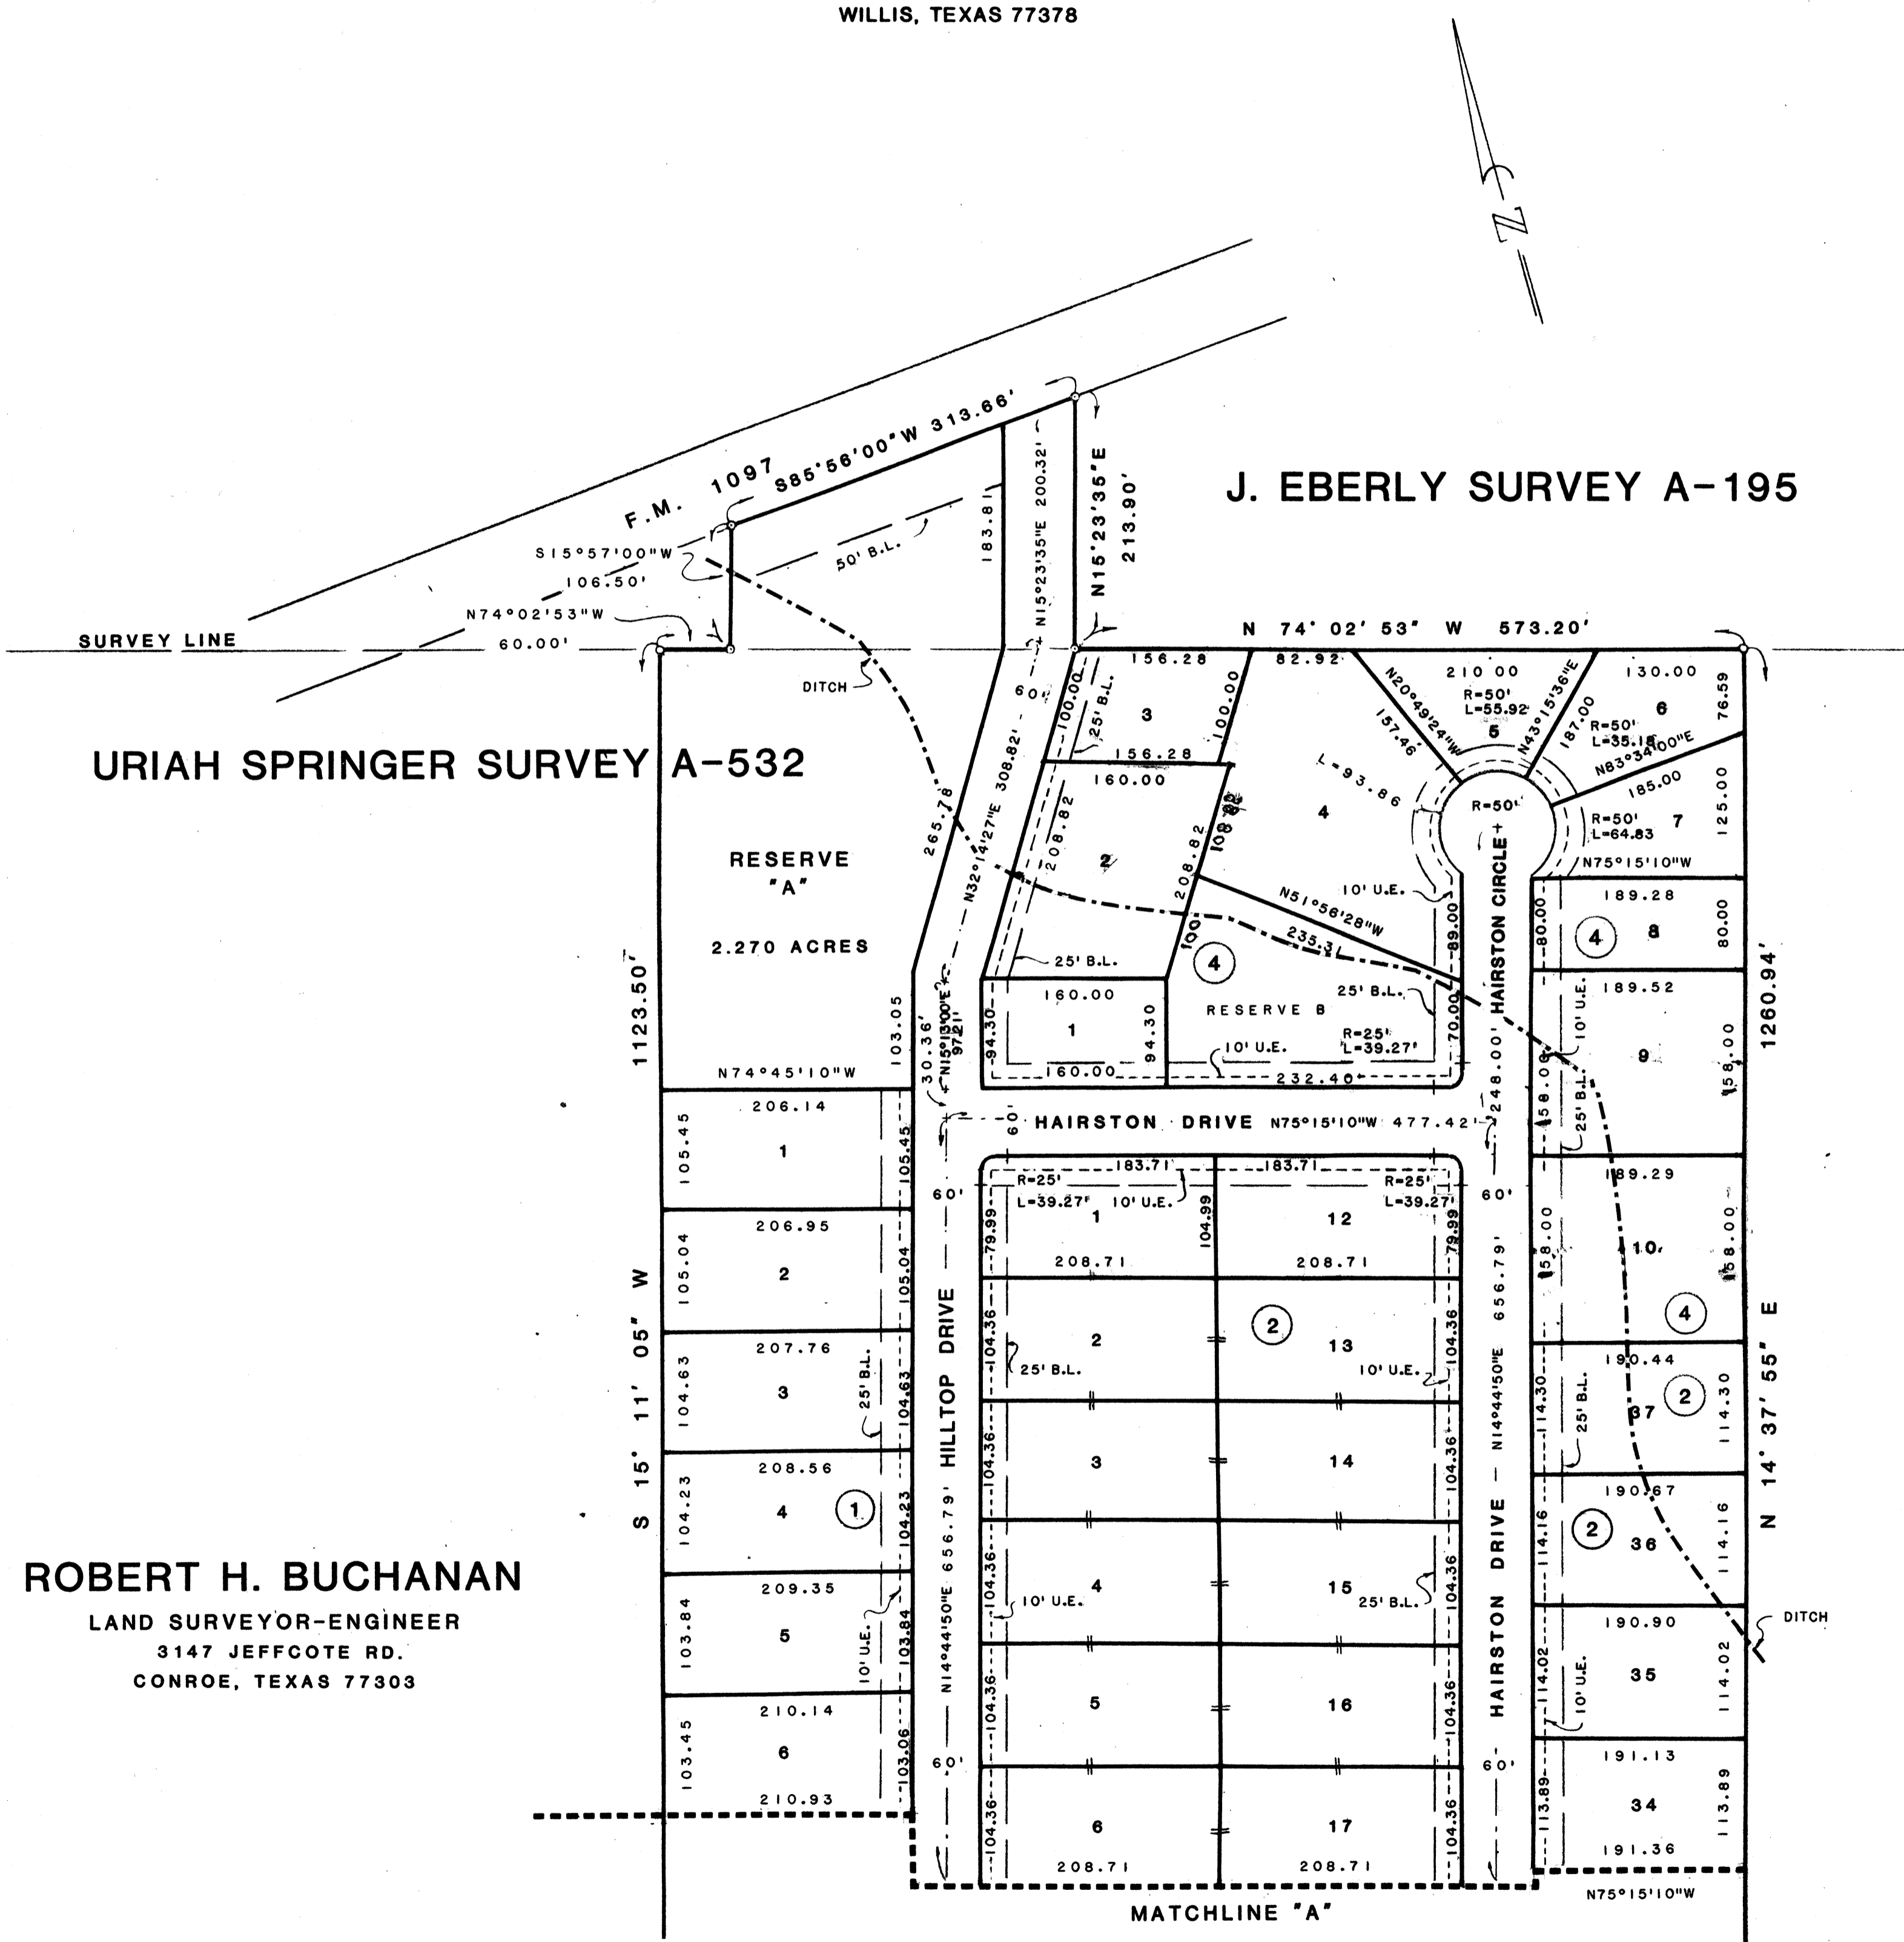 WILLIS, TEXAS 77378
N
F.M. 1097
S85°56'00"W 313.66'
J. EBERLY SURVEY A-195
N15°23'35"E 200.32'
N15°23'35"E
213.90'
183.81
50' B.L.
S15°57'00"W
106.50'
N74°02'53"W
60.00'
SURVEY LINE
DITCH
N 74° 02' 53" W 573.20'
156.28
82.92
210.00
130.00
R=50'
L=55.92
5
N20°49'24"W
157.46'
N43°15'36"E
187.00
6
76.59
R=50'
L=35.18
N83°34'00"E
185.00
60'
100.00
25' B.L.
3
100.00
156.28
160.00
URIAH SPRINGER SURVEY A-532
L=93.86
4
R=50'
R=50'
L=64.83
7
125.00
N75°15'10"W
265.78
N32°14'27"E 308.82'
208.82
2
208.82
RESERVE
"A"
2.270 ACRES
10' U.E.
N51°56'28"W
235.31
89.00
HAIRSTON CIRCLE
189.28
80.00
4
8
80.00
100
4
25' B.L.
1123.50'
1260.94'
160.00
94.30
1
94.30
160.00
RESERVE B
25' B.L.
70.00
R=25'
L=39.27'
10' U.E.
232.40
189.52
10' U.E.
9
158.00
158.00
25' B.L.
248.00'
103.05
30.36'
N15°13'00"E
97.21'
N74°45'10"W
60'
HAIRSTON DRIVE N75°15'10"W 477.42'
206.14
105.45
1
105.45
183.71
183.71
R=25'
L=39.27'
10' U.E.
R=25'
L=39.27'
60'
60'
189.29
79.99
1
104.99
12
79.99
208.71
208.71
158.00
10
158.00
4
206.95
105.04
2
105.04
104.36
2
2
13
104.36
25' B.L.
10' U.E.
656.79'
190.44
114.30
37
2
114.30
25' B.L.
S 15° 11' 05" W
N 14° 37' 55" E
207.76
104.63
3
25' B.L.
104.63
HILLTOP DRIVE
N14°44'50"E 656.79'
N14°44'50"E
HAIRSTON DRIVE
104.36
3
14
104.36
190.67
114.16
2
36
114.16
208.56
104.23
4
1
104.23
104.36
4
15
104.36
10' U.E.
25' B.L.
209.35
103.84
5
10' U.E.
103.84
104.36
5
16
104.36
190.90
114.02
35
10' U.E.
114.02
DITCH
ROBERT H. BUCHANAN
LAND SURVEYOR-ENGINEER
3147 JEFFCOTE RD.
CONROE, TEXAS 77303
210.14
103.45
6
103.06
210.93
60'
60'
191.13
113.89
34
113.89
191.36
104.36
6
17
104.36
208.71
208.71
N75°15'10"W
MATCHLINE "A"